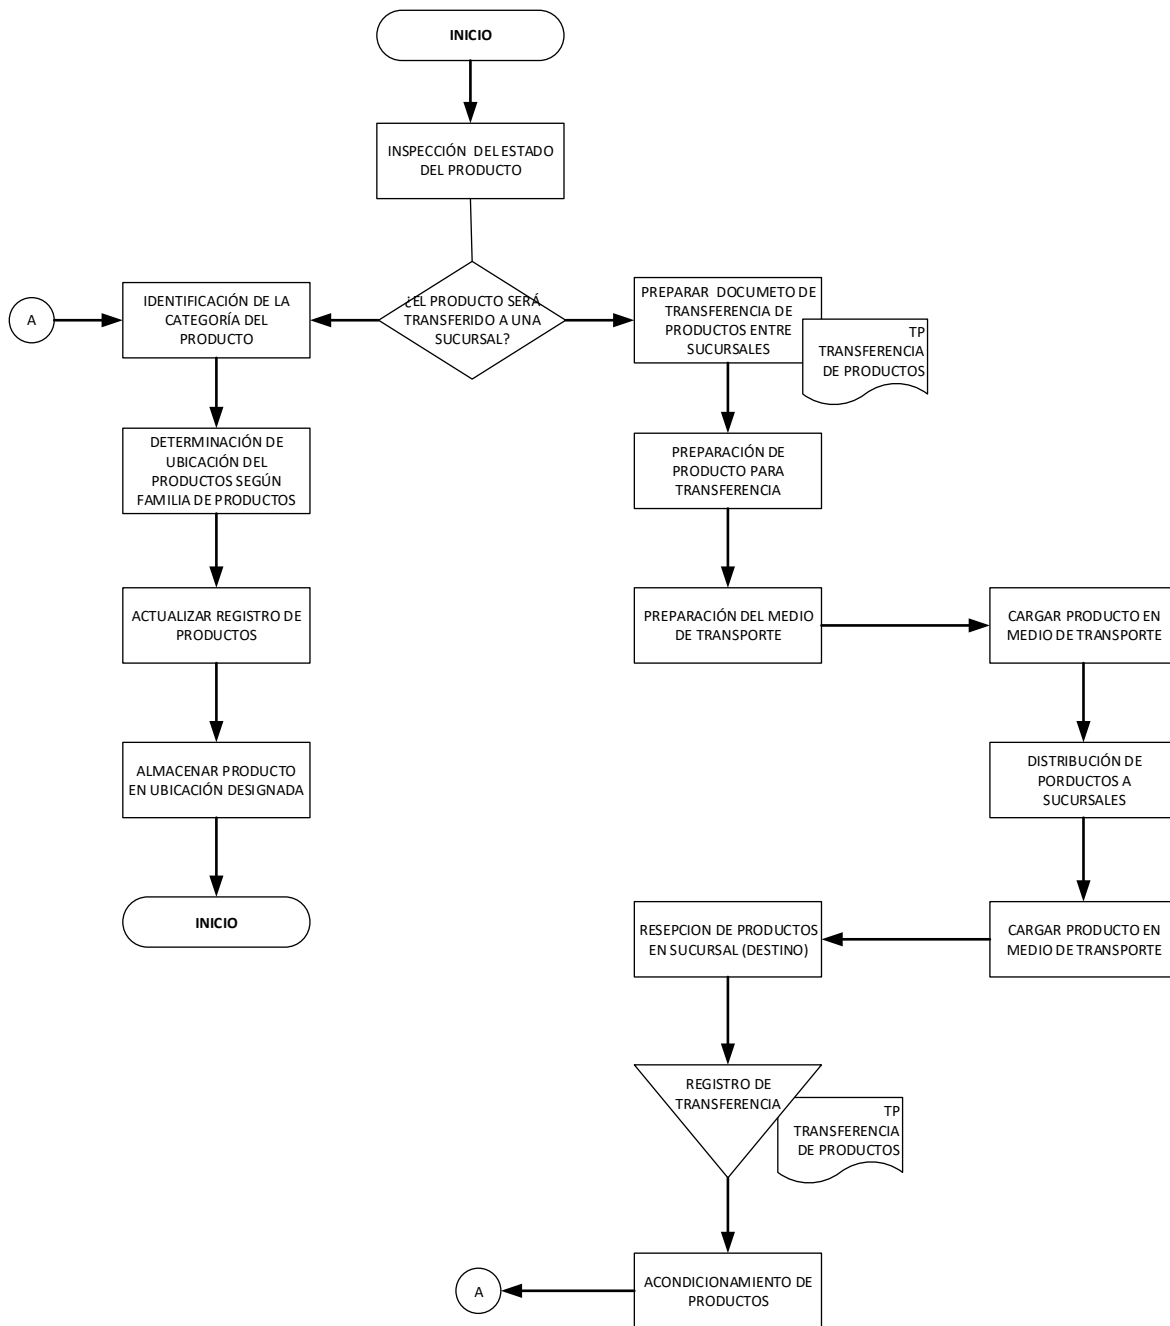 INICIO
INSPECCIÓN DEL ESTADO
DEL PRODUCTO
¿EL PRODUCTO SERÁ
TRANSFERIDO A UNA
SUCURSAL?
A
IDENTIFICACIÓN DE LA
CATEGORÍA DEL
PRODUCTO
DETERMINACIÓN DE
UBICACIÓN DEL
PRODUCTOS SEGÚN
FAMILIA DE PRODUCTOS
ACTUALIZAR REGISTRO DE
PRODUCTOS
ALMACENAR PRODUCTO
EN UBICACIÓN DESIGNADA
INICIO
PREPARAR DOCUMETO DE
TRANSFERENCIA DE
PRODUCTOS ENTRE
SUCURSALES
TP
TRANSFERENCIA
DE PRODUCTOS
PREPARACIÓN DE
PRODUCTO PARA
TRANSFERENCIA
PREPARACIÓN DEL MEDIO
DE TRANSPORTE
CARGAR PRODUCTO EN
MEDIO DE TRANSPORTE
DISTRIBUCIÓN DE
PORDUCTOS A
SUCURSALES
CARGAR PRODUCTO EN
MEDIO DE TRANSPORTE
RESEPCION DE PRODUCTOS
EN SUCURSAL (DESTINO)
REGISTRO DE
TRANSFERENCIA
TP
TRANSFERENCIA
DE PRODUCTOS
ACONDICIONAMIENTO DE
PRODUCTOS
A